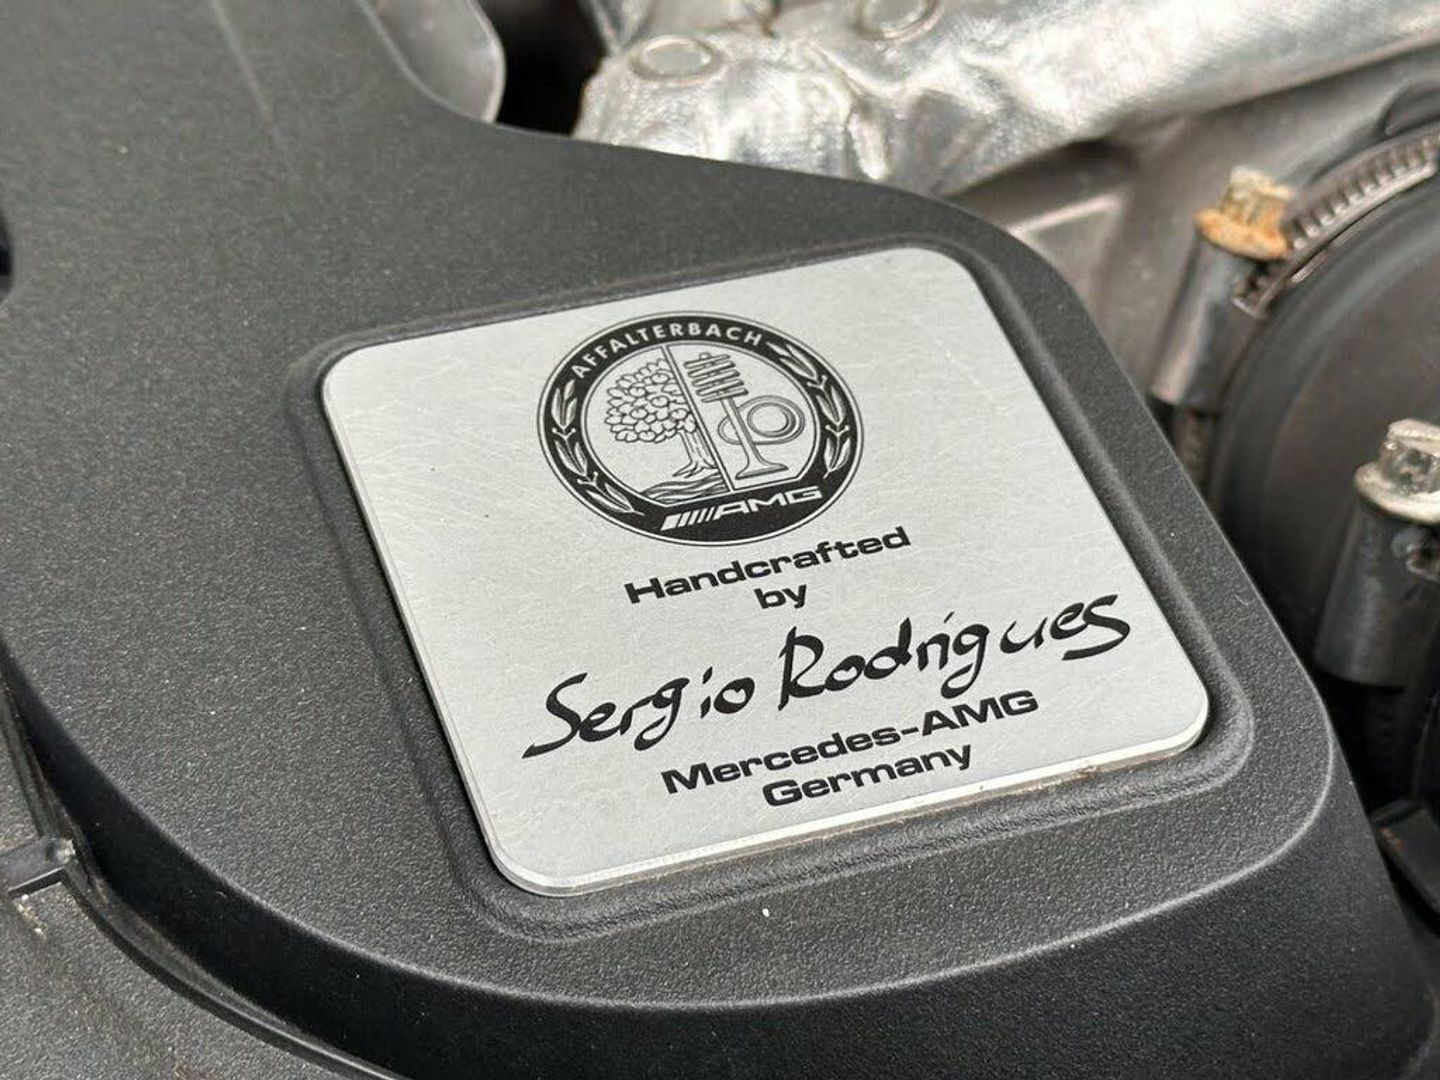 AFFALTERBACH
AMG
Handcrafted
by
Sergio Rodrigues
Mercedes-AMG
Germany